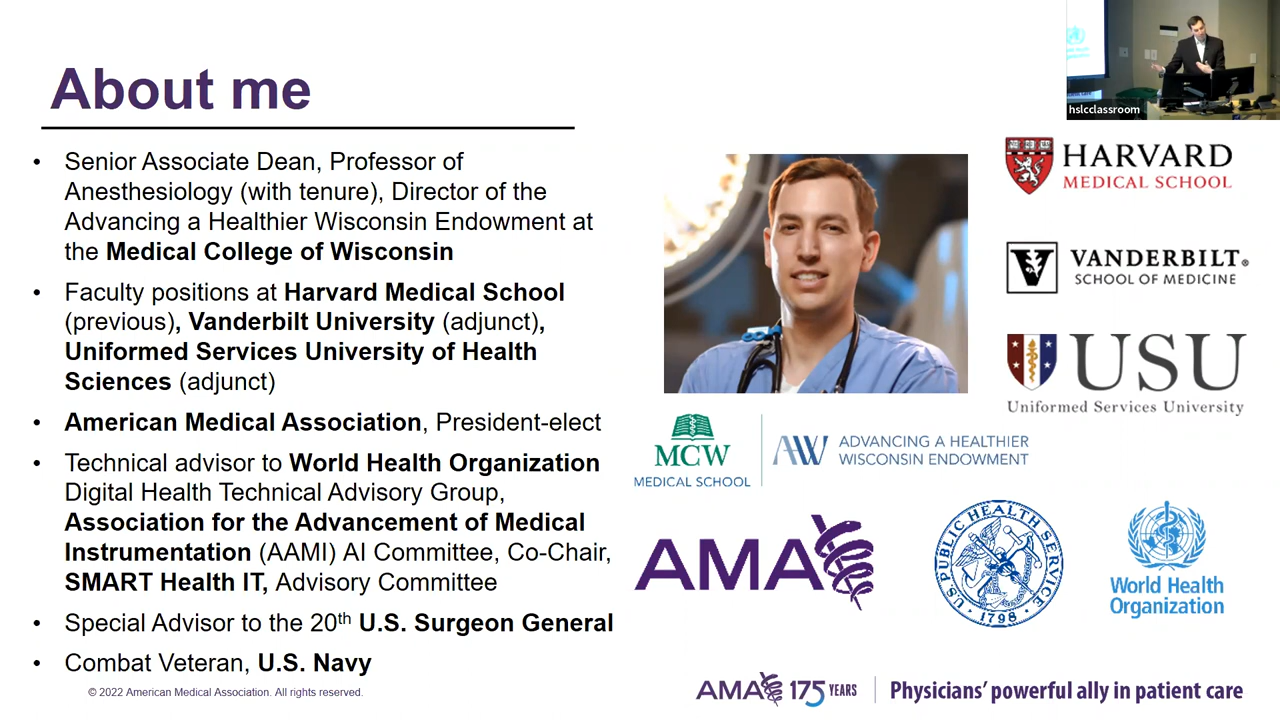 About me
• Senior Associate Dean, Professor of
Anesthesiology (with tenure), Director of the
Advancing a Healthier Wisconsin Endowment at
the Medical College of Wisconsin
• Faculty positions at Harvard Medical School
(previous), Vanderbilt University (adjunct),
Uniformed Services University of Health
Sciences (adjunct)
• American Medical Association, President-elect
• Technical advisor to World Health Organization
Digital Health Technical Advisory Group,
Association for the Advancement of Medical
Instrumentation (AAMI) AI Committee, Co-Chair,
SMART Health IT, Advisory Committee
• Special Advisor to the 20th U.S. Surgeon General
• Combat Veteran, U.S. Navy
© 2022 American Medical Association. All rights reserved.
hslcclassroom
HARVARD
MEDICAL SCHOOL
V
VANDERBILT®
SCHOOL OF MEDICINE
USU
Uniformed Services University
MCW
MEDICAL SCHOOL
AW
ADVANCING A HEALTHIER
WISCONSIN ENDOWMENT
AMA
U.S. PUBLIC HEALTH SERVICE
1798
World Health
Organization
AMA 175 YEARS
Physicians' powerful ally in patient care